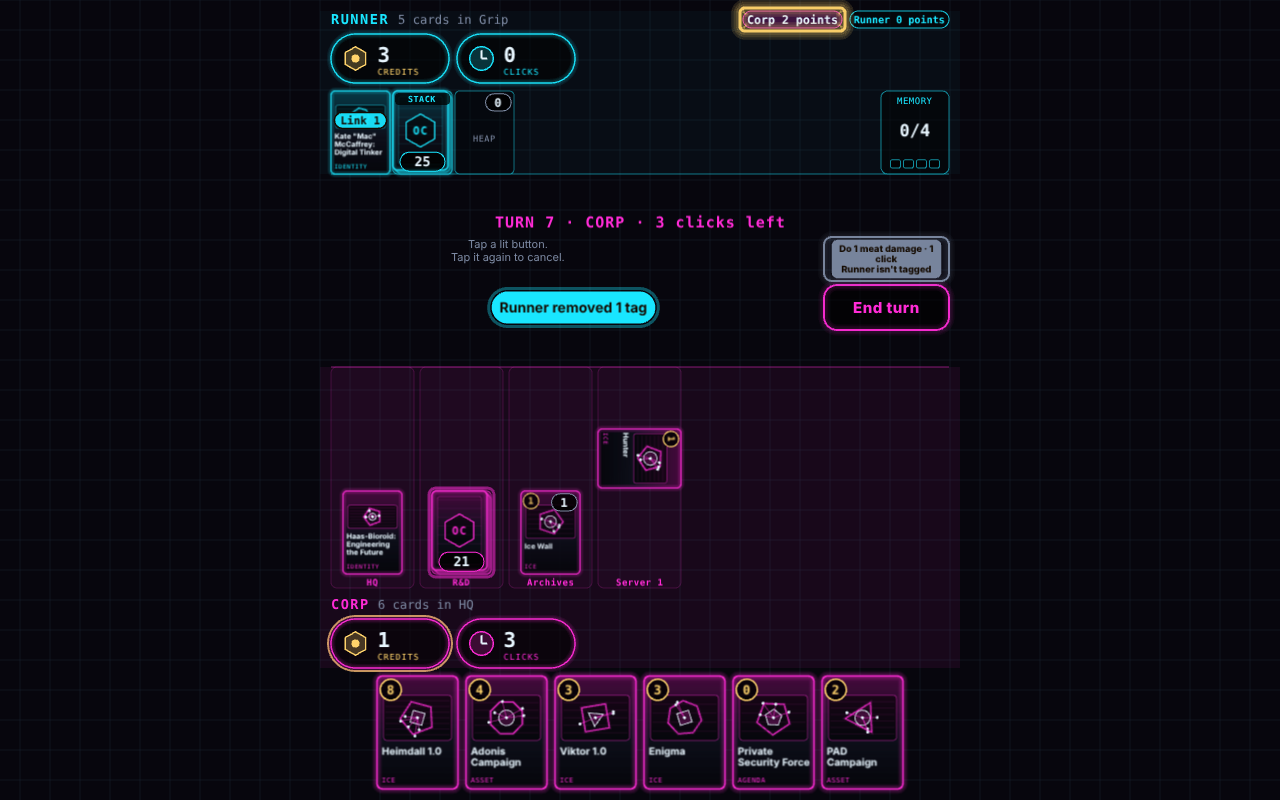 RUNNER 5 cards in Grip
Corp 2 points
Runner 0 points
3
CREDITS
0
CLICKS
Link 1
Kate "Mac"
McCaffrey:
Digital Tinker
IDENTITY
STACK
OC
25
0
HEAP
MEMORY
0/4
TURN 7 · CORP · 3 clicks left
Tap a lit button.
Tap it again to cancel.
Do 1 meat damage · 1
click
Runner isn't tagged
Runner removed 1 tag
End turn
1
Hunter
ICE
Haas-Bioroid:
Engineering
the Future
IDENTITY
HQ
OC
21
R&D
1
1
Ice Wall
ICE
Archives
Server 1
CORP 6 cards in HQ
1
CREDITS
3
CLICKS
8
Heimdall 1.0
ICE
4
Adonis
Campaign
ASSET
3
Viktor 1.0
ICE
3
Enigma
ICE
0
Private
Security Force
AGENDA
2
PAD
Campaign
ASSET